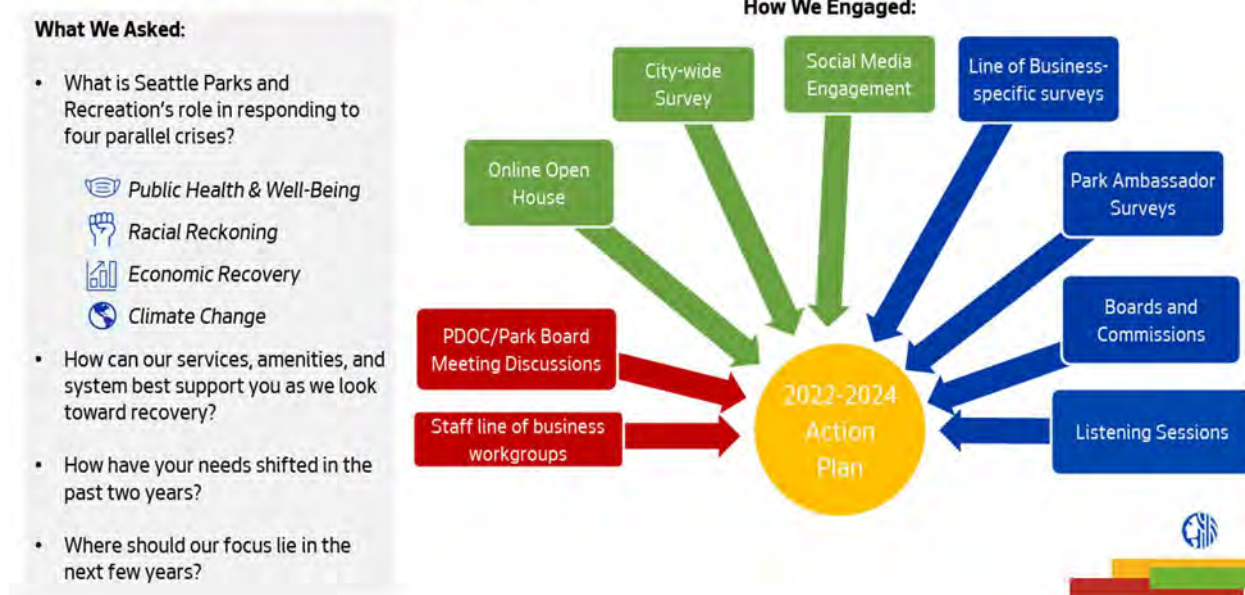 What We Asked:
• What is Seattle Parks and
Recreation's role in responding to
four parallel crises?
Public Health & Well-Being
Racial Reckoning
Economic Recovery
Climate Change
• How can our services, amenities, and
system best support you as we look
toward recovery?
• How have your needs shifted in the
past two years?
• Where should our focus lie in the
next few years?
How We Engaged:
Staff line of business
workgroups
PDOC/Park Board
Meeting Discussions
Online Open
House
City-wide
Survey
Social Media
Engagement
Line of Business-
specific surveys
Park Ambassador
Surveys
Boards and
Commissions
Listening Sessions
2022-2024
Action
Plan